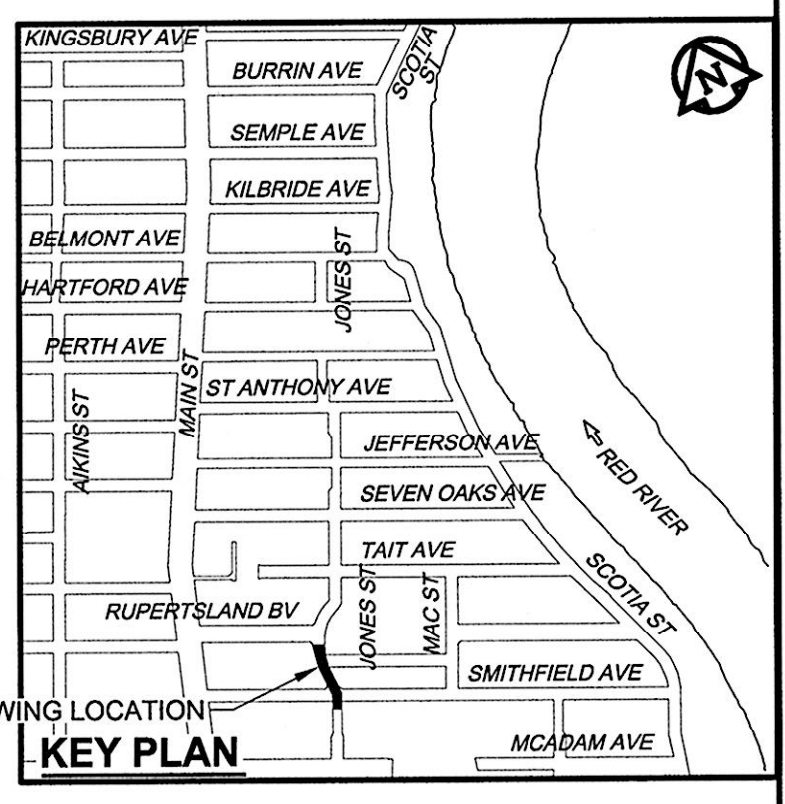 KINGSBURY AVE
SCOTIA ST
BURRIN AVE
N
SEMPLE AVE
KILBRIDE AVE
BELMONT AVE
JONES ST
HARTFORD AVE
PERTH AVE
MAIN ST
ST ANTHONY AVE
AIKINS ST
JEFFERSON AVE
RED RIVER
SEVEN OAKS AVE
TAIT AVE
SCOTIA ST
RUPERTSLAND BV
JONES ST
MAC ST
SMITHFIELD AVE
WING LOCATION
KEY PLAN
MCADAM AVE